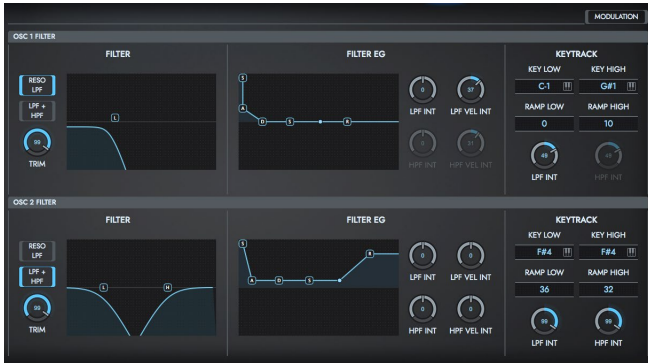 MODULATION
OSC 1 FILTER
FILTER
FILTER EG
KEYTRACK
KEY LOW KEY HIGH
RESO
LPF
S
0
37
C-1 G#1
LPF +
HPF
L
A
D
S
R
LPF INT LPF VEL INT
RAMP LOW RAMP HIGH
0 10
99
TRIM
0
31
HPF INT HPF VEL INT
49
49
LPF INT HPF INT
OSC 2 FILTER
FILTER
FILTER EG
KEYTRACK
KEY LOW KEY HIGH
RESO
LPF
S
R
0
0
F#4 F#4
LPF +
HPF
L
H
A
D
S
LPF INT LPF VEL INT
RAMP LOW RAMP HIGH
36 32
99
TRIM
0
0
HPF INT HPF VEL INT
99
99
LPF INT HPF INT